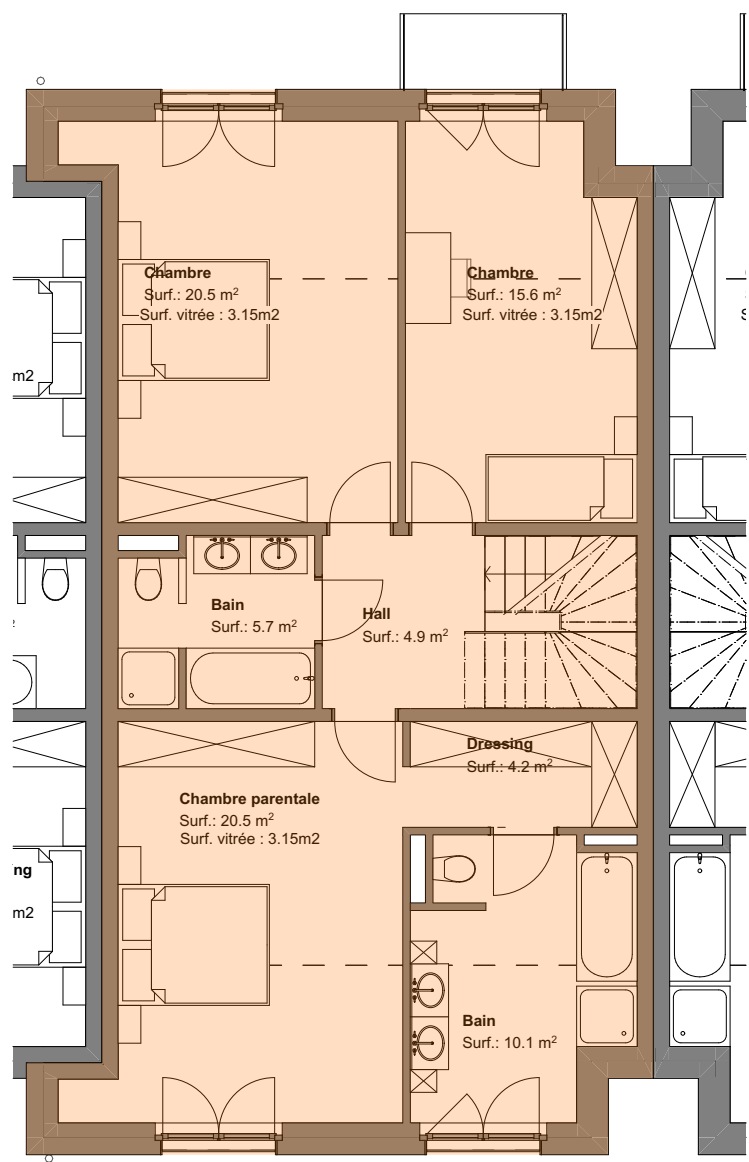 Chambre
Surf.: 20.5 m²
Surf. vitrée : 3.15m2
Chambre
Surf.: 15.6 m²
Surf. vitrée : 3.15m2
m2
Bain
Surf.: 5.7 m²
Hall
Surf.: 4.9 m²
Dressing
Surf.: 4.2 m²
Chambre parentale
Surf.: 20.5 m²
Surf. vitrée : 3.15m2
ng
m2
Bain
Surf.: 10.1 m²